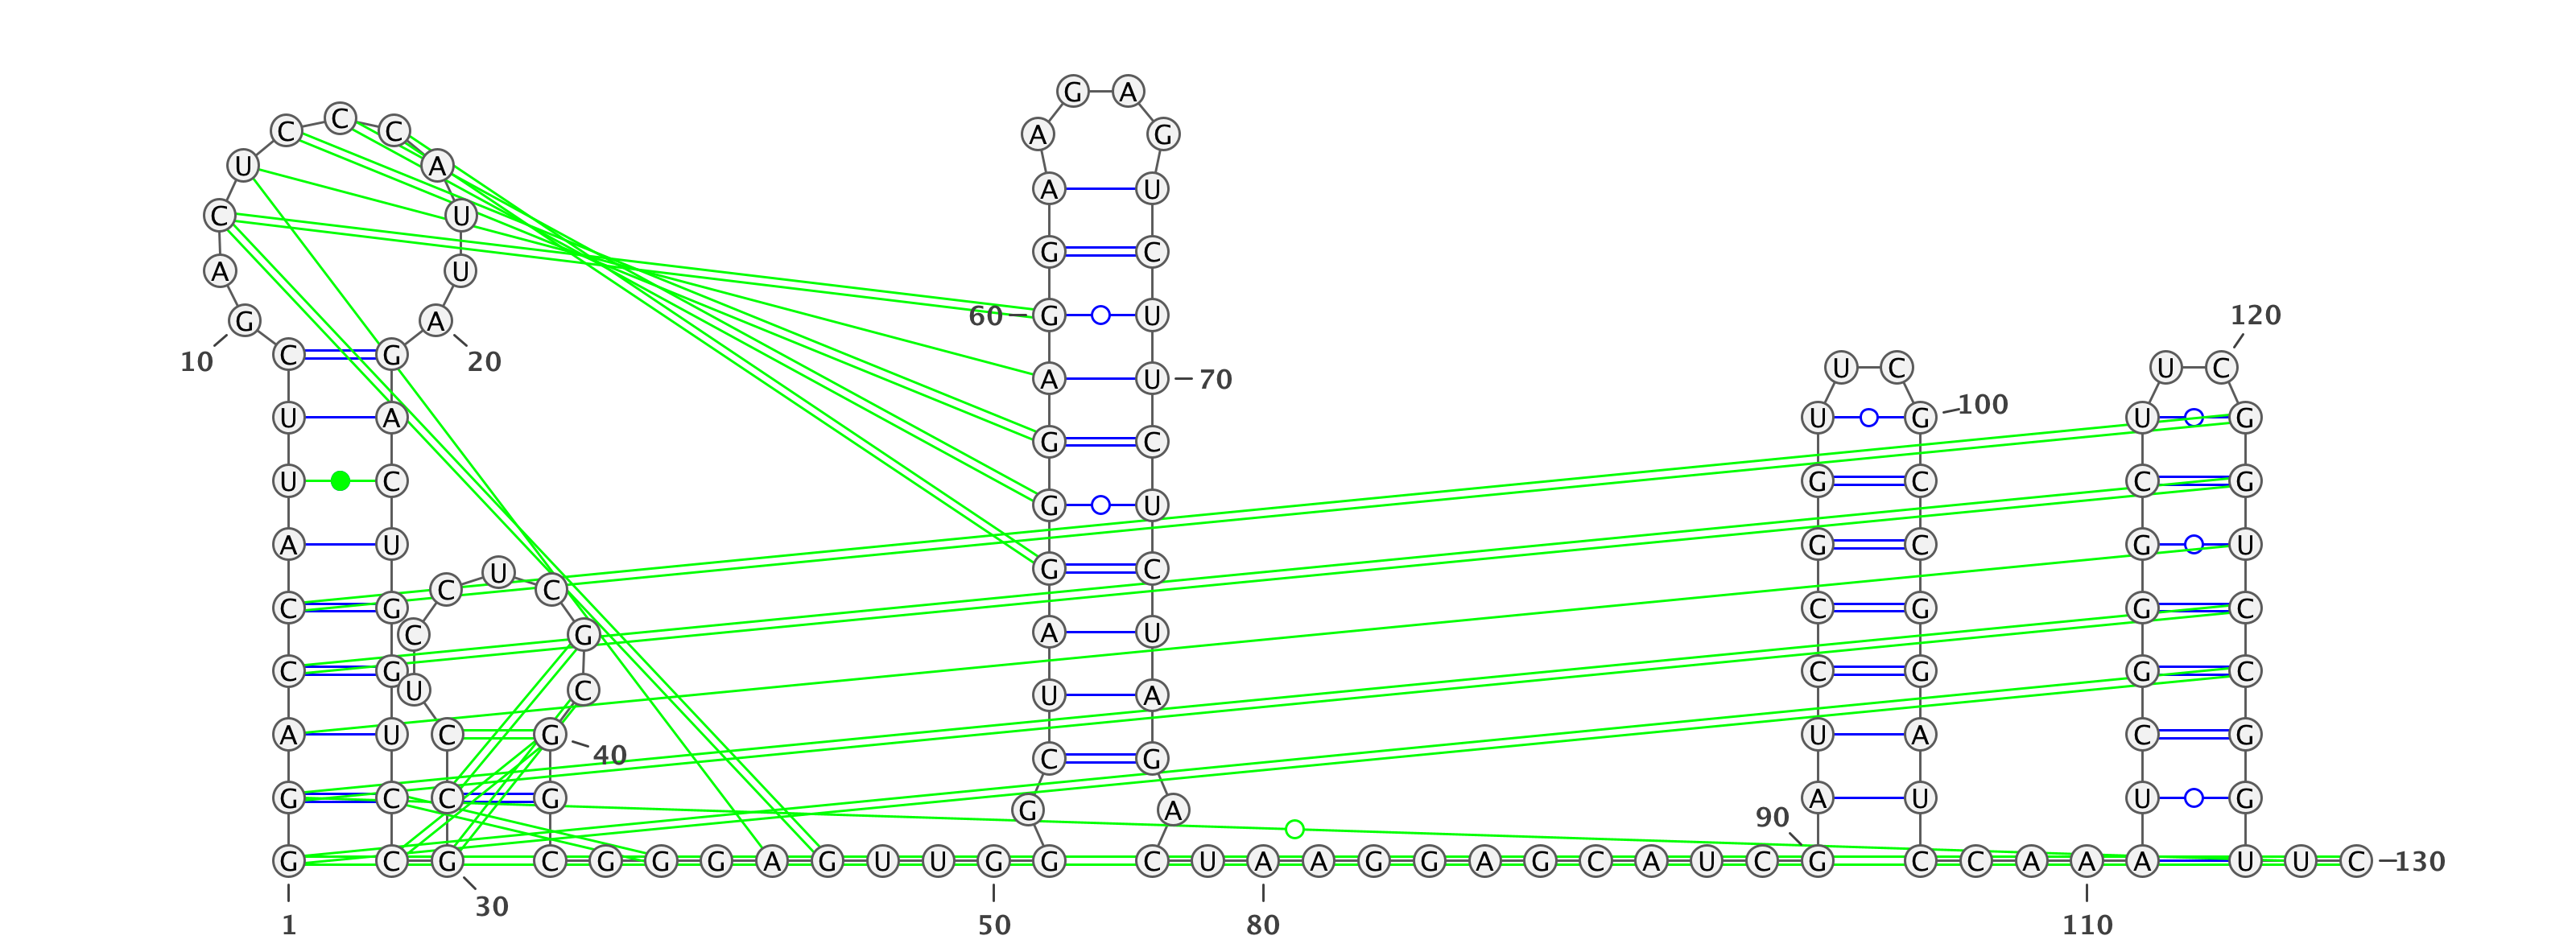 G A
C C C A G
U A
A U
C U
G C
A U
60 G U 120
G A
10 C G 20 U C U C
A U 70
U A U G 100 U G
G C
U C G C C G
G U
A U G C G U
U G C
C C
C G C G G C
C G A U
C G C G G C
U C U A
A U C G 40 U A C G
C G
G C C G A U U G
G A 90
G C G C G G G A G U U G G C U A A G G A G C A U C G C C A A A U U C 130
1 30 50 80 110